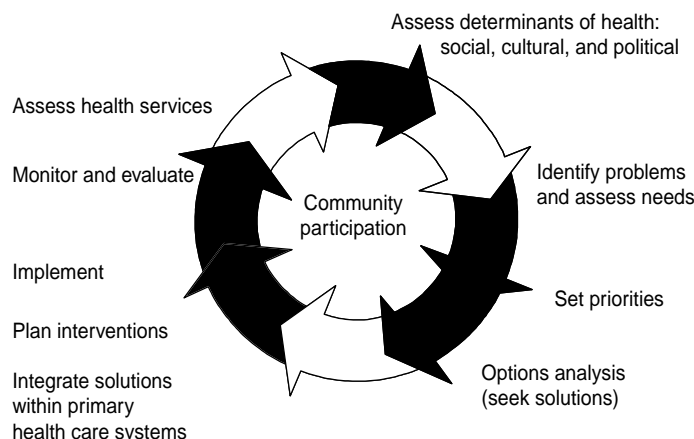 Assess determinants of health:
social, cultural, and political
Identify problems
and assess needs
Set priorities
Options analysis
(seek solutions)
Integrate solutions
within primary
health care systems
Plan interventions
Implement
Monitor and evaluate
Assess health services
Community
participation